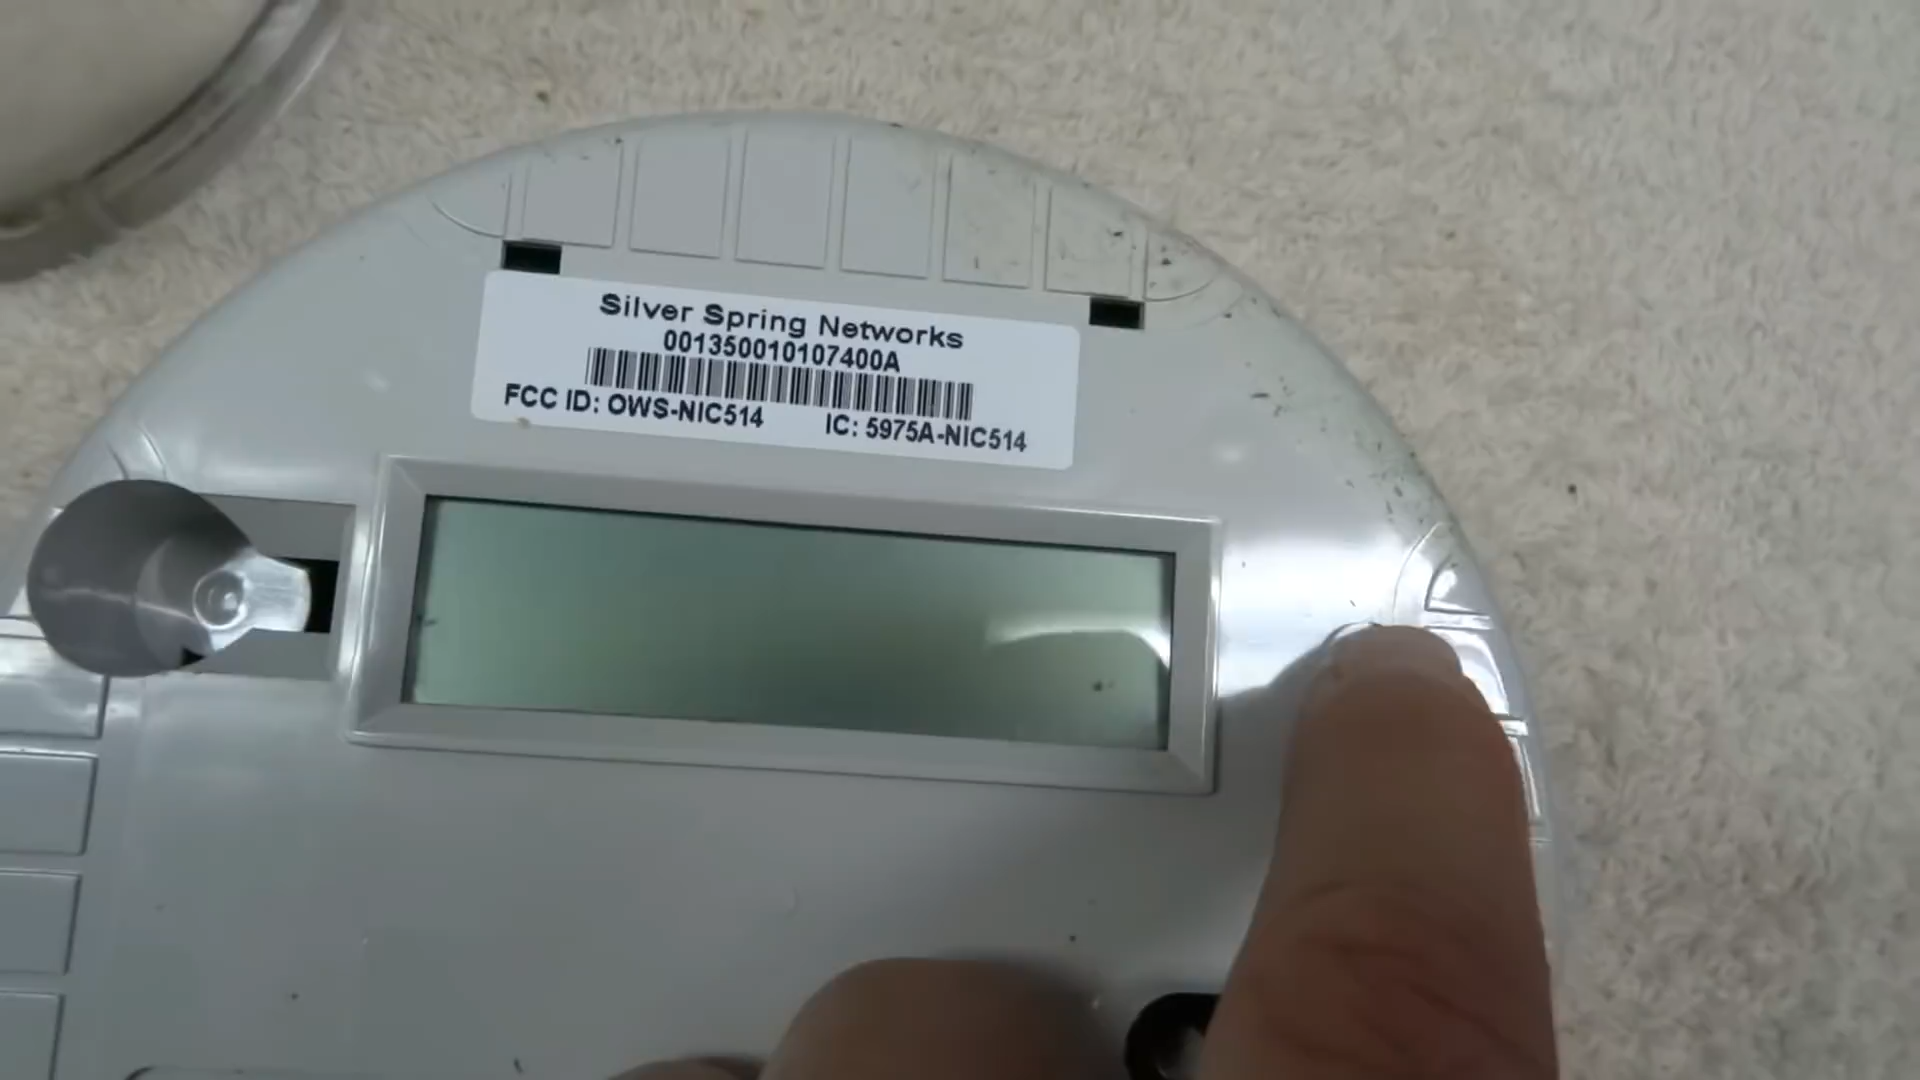 Silver Spring Networks
001350010107400A
FCC ID: OWS-NIC514 IC: 5975A-NIC514